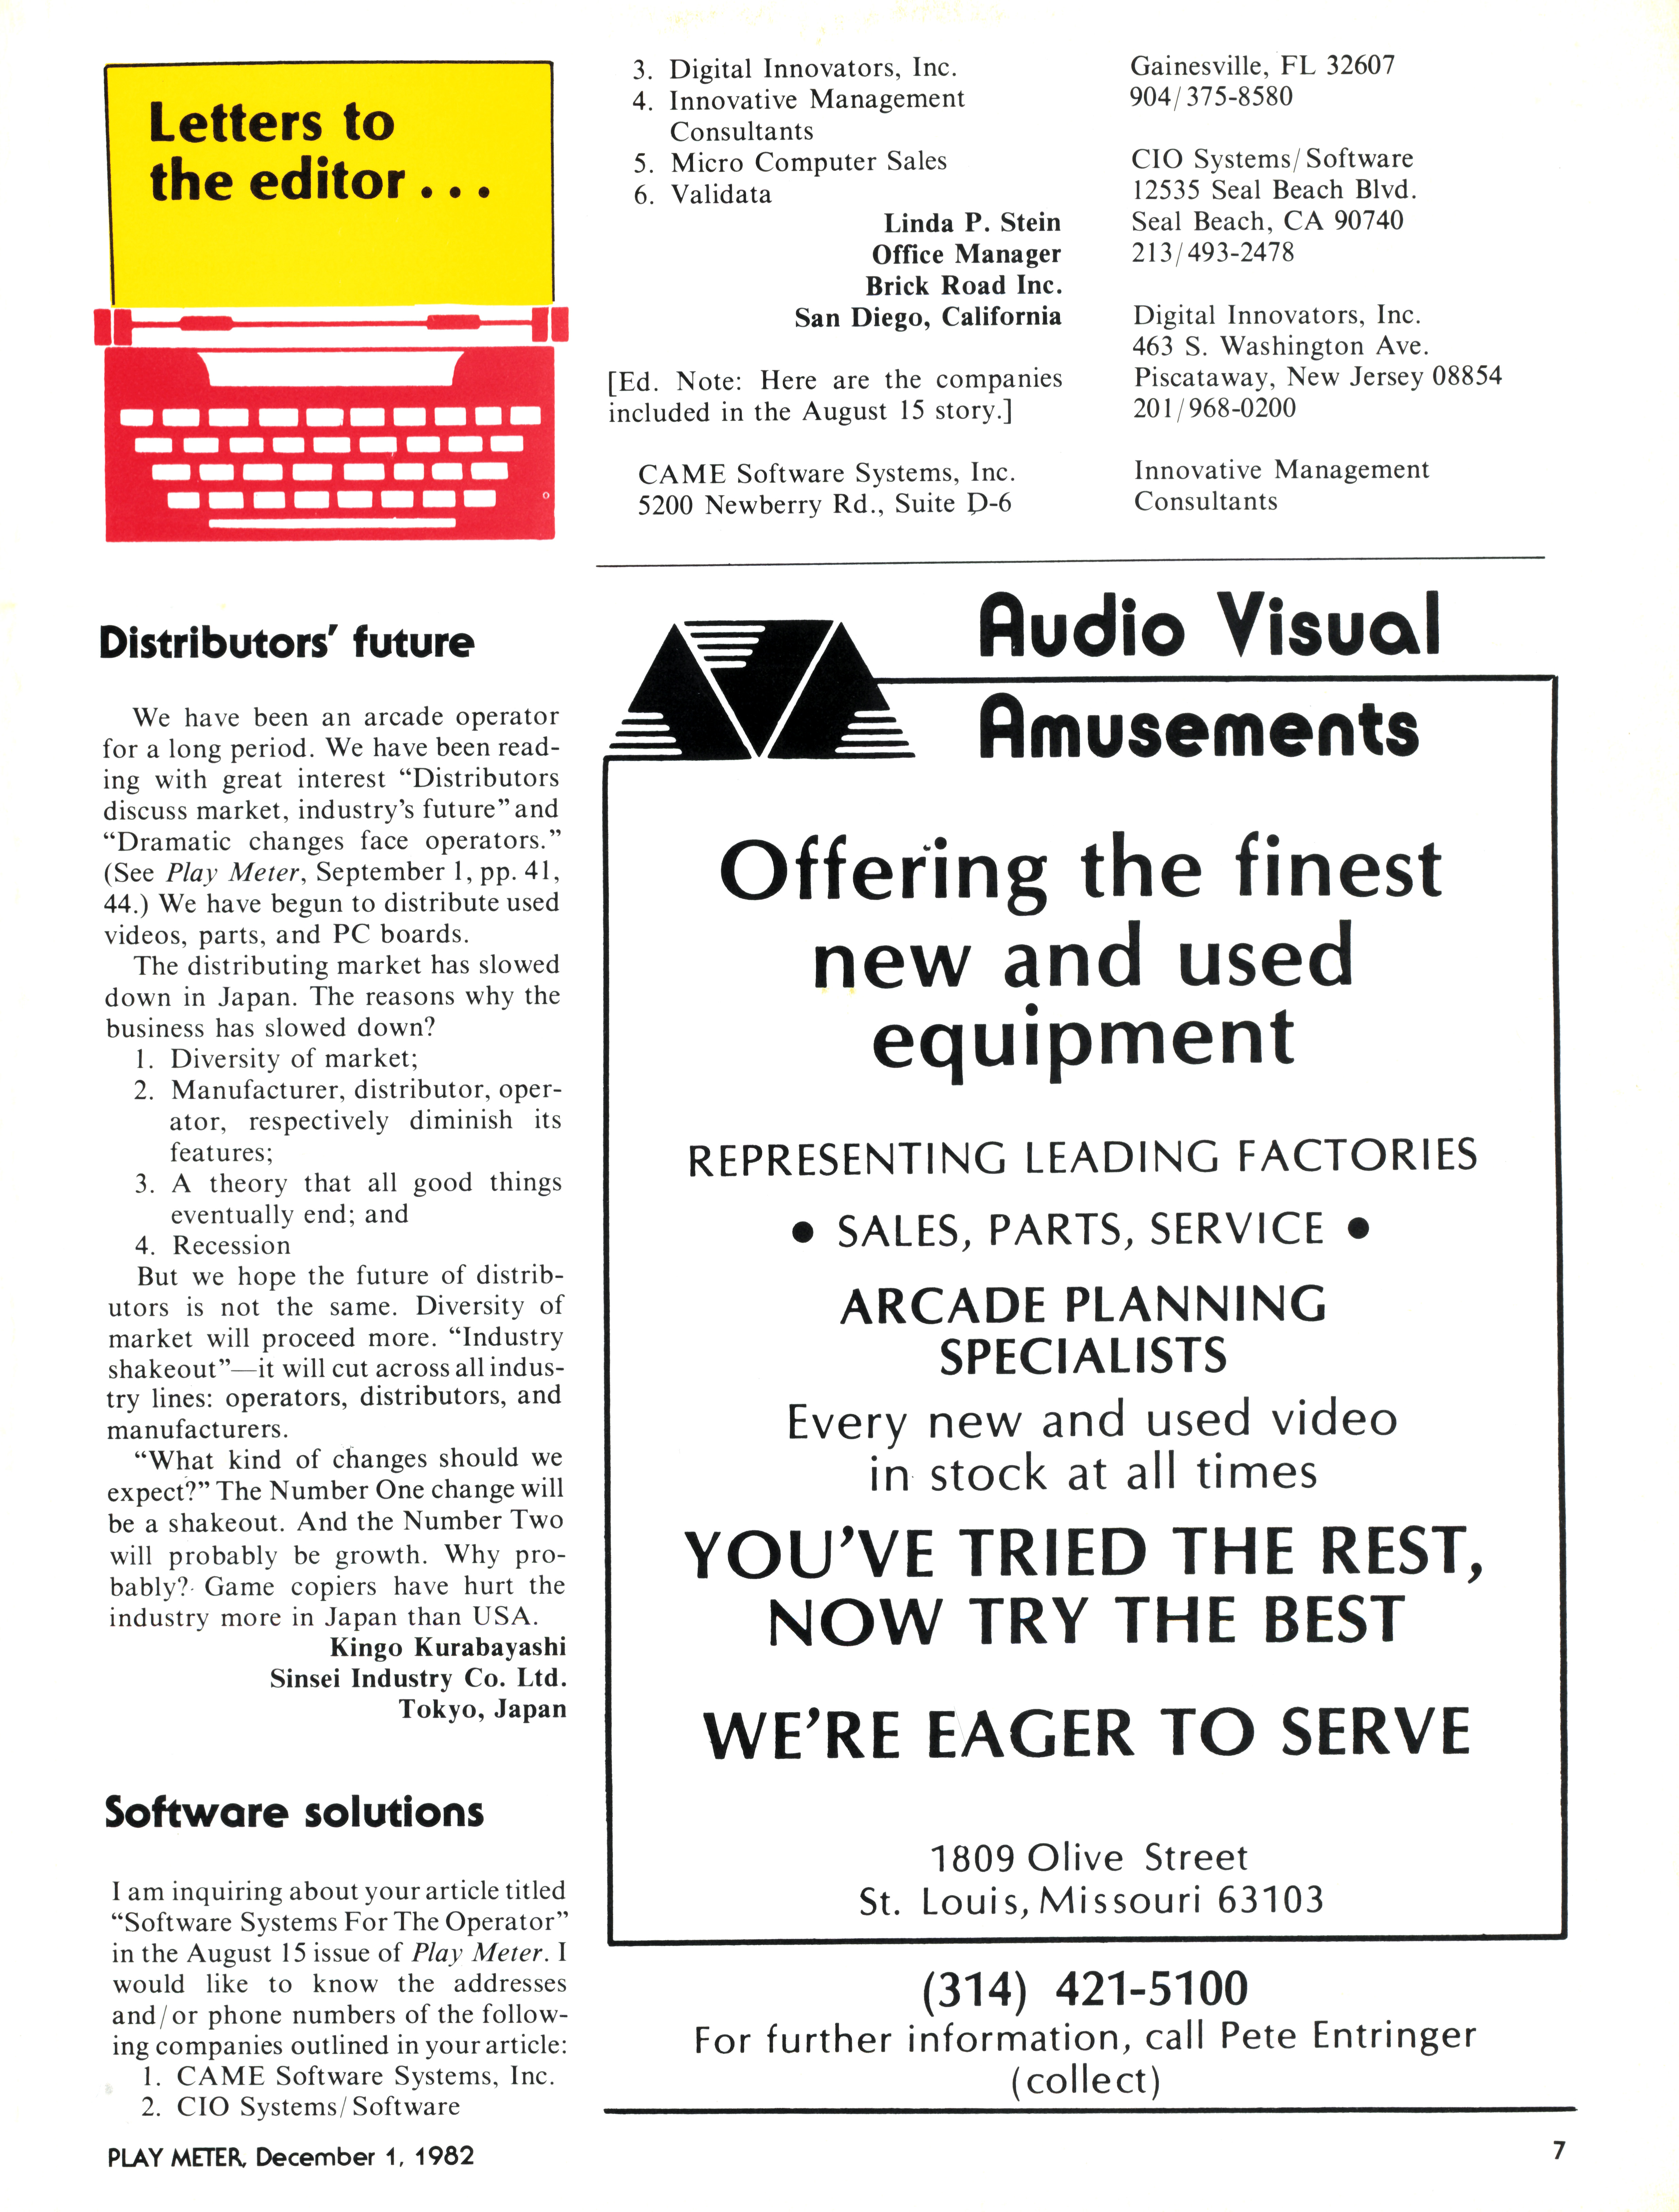 Letters to
the editor...
Distributors' future
We have been an arcade operator
for a long period. We have been read-
ing with great interest “Distributors
discuss market, industry's future” and
“Dramatic changes face operators.”
(See Play Meter, September 1, pp. 41,
44.) We have begun to distribute used
videos, parts, and PC boards.
The distributing market has slowed
down in Japan. The reasons why the
business has slowed down?
1. Diversity of market;
2. Manufacturer, distributor, oper-
ator, respectively diminish its
features;
3. A theory that all good things
eventually end; and
4. Recession
But we hope the future of distrib-
utors is not the same. Diversity of
market will proceed more. “Industry
shakeout”—it will cut across all indus-
try lines: operators, distributors, and
manufacturers.
“What kind of changes should we
expect?” The Number One change will
be a shakeout. And the Number Two
will probably be growth. Why pro-
bably? Game copiers have hurt the
industry more in Japan than USA.
Kingo Kurabayashi
Sinsei Industry Co. Ltd.
Tokyo, Japan
Software solutions
I am inquiring about your article titled
“Software Systems For The Operator”
in the August 15 issue of Play Meter. I
would like to know the addresses
and/or phone numbers of the follow-
ing companies outlined in your article:
1. CAME Software Systems, Inc.
2. CIO Systems/Software
3. Digital Innovators, Inc.
4. Innovative Management
Consultants
5. Micro Computer Sales
6. Validata
Linda P. Stein
Office Manager
Brick Road Inc.
San Diego, California
[Ed. Note: Here are the companies
included in the August 15 story.]
CAME Software Systems, Inc.
5200 Newberry Rd., Suite D-6
Gainesville, FL 32607
904/375-8580
CIO Systems/Software
12535 Seal Beach Blvd.
Seal Beach, CA 90740
213/493-2478
Digital Innovators, Inc.
463 S. Washington Ave.
Piscataway, New Jersey 08854
201/968-0200
Innovative Management
Consultants
Audio Visual
Amusements
Offering the finest
new and used
equipment
REPRESENTING LEADING FACTORIES
• SALES, PARTS, SERVICE •
ARCADE PLANNING
SPECIALISTS
Every new and used video
in stock at all times
YOU'VE TRIED THE REST,
NOW TRY THE BEST
WE'RE EAGER TO SERVE
1809 Olive Street
St. Louis, Missouri 63103
(314) 421-5100
For further information, call Pete Entringer
(collect)
PLAY METER, December 1, 1982
7